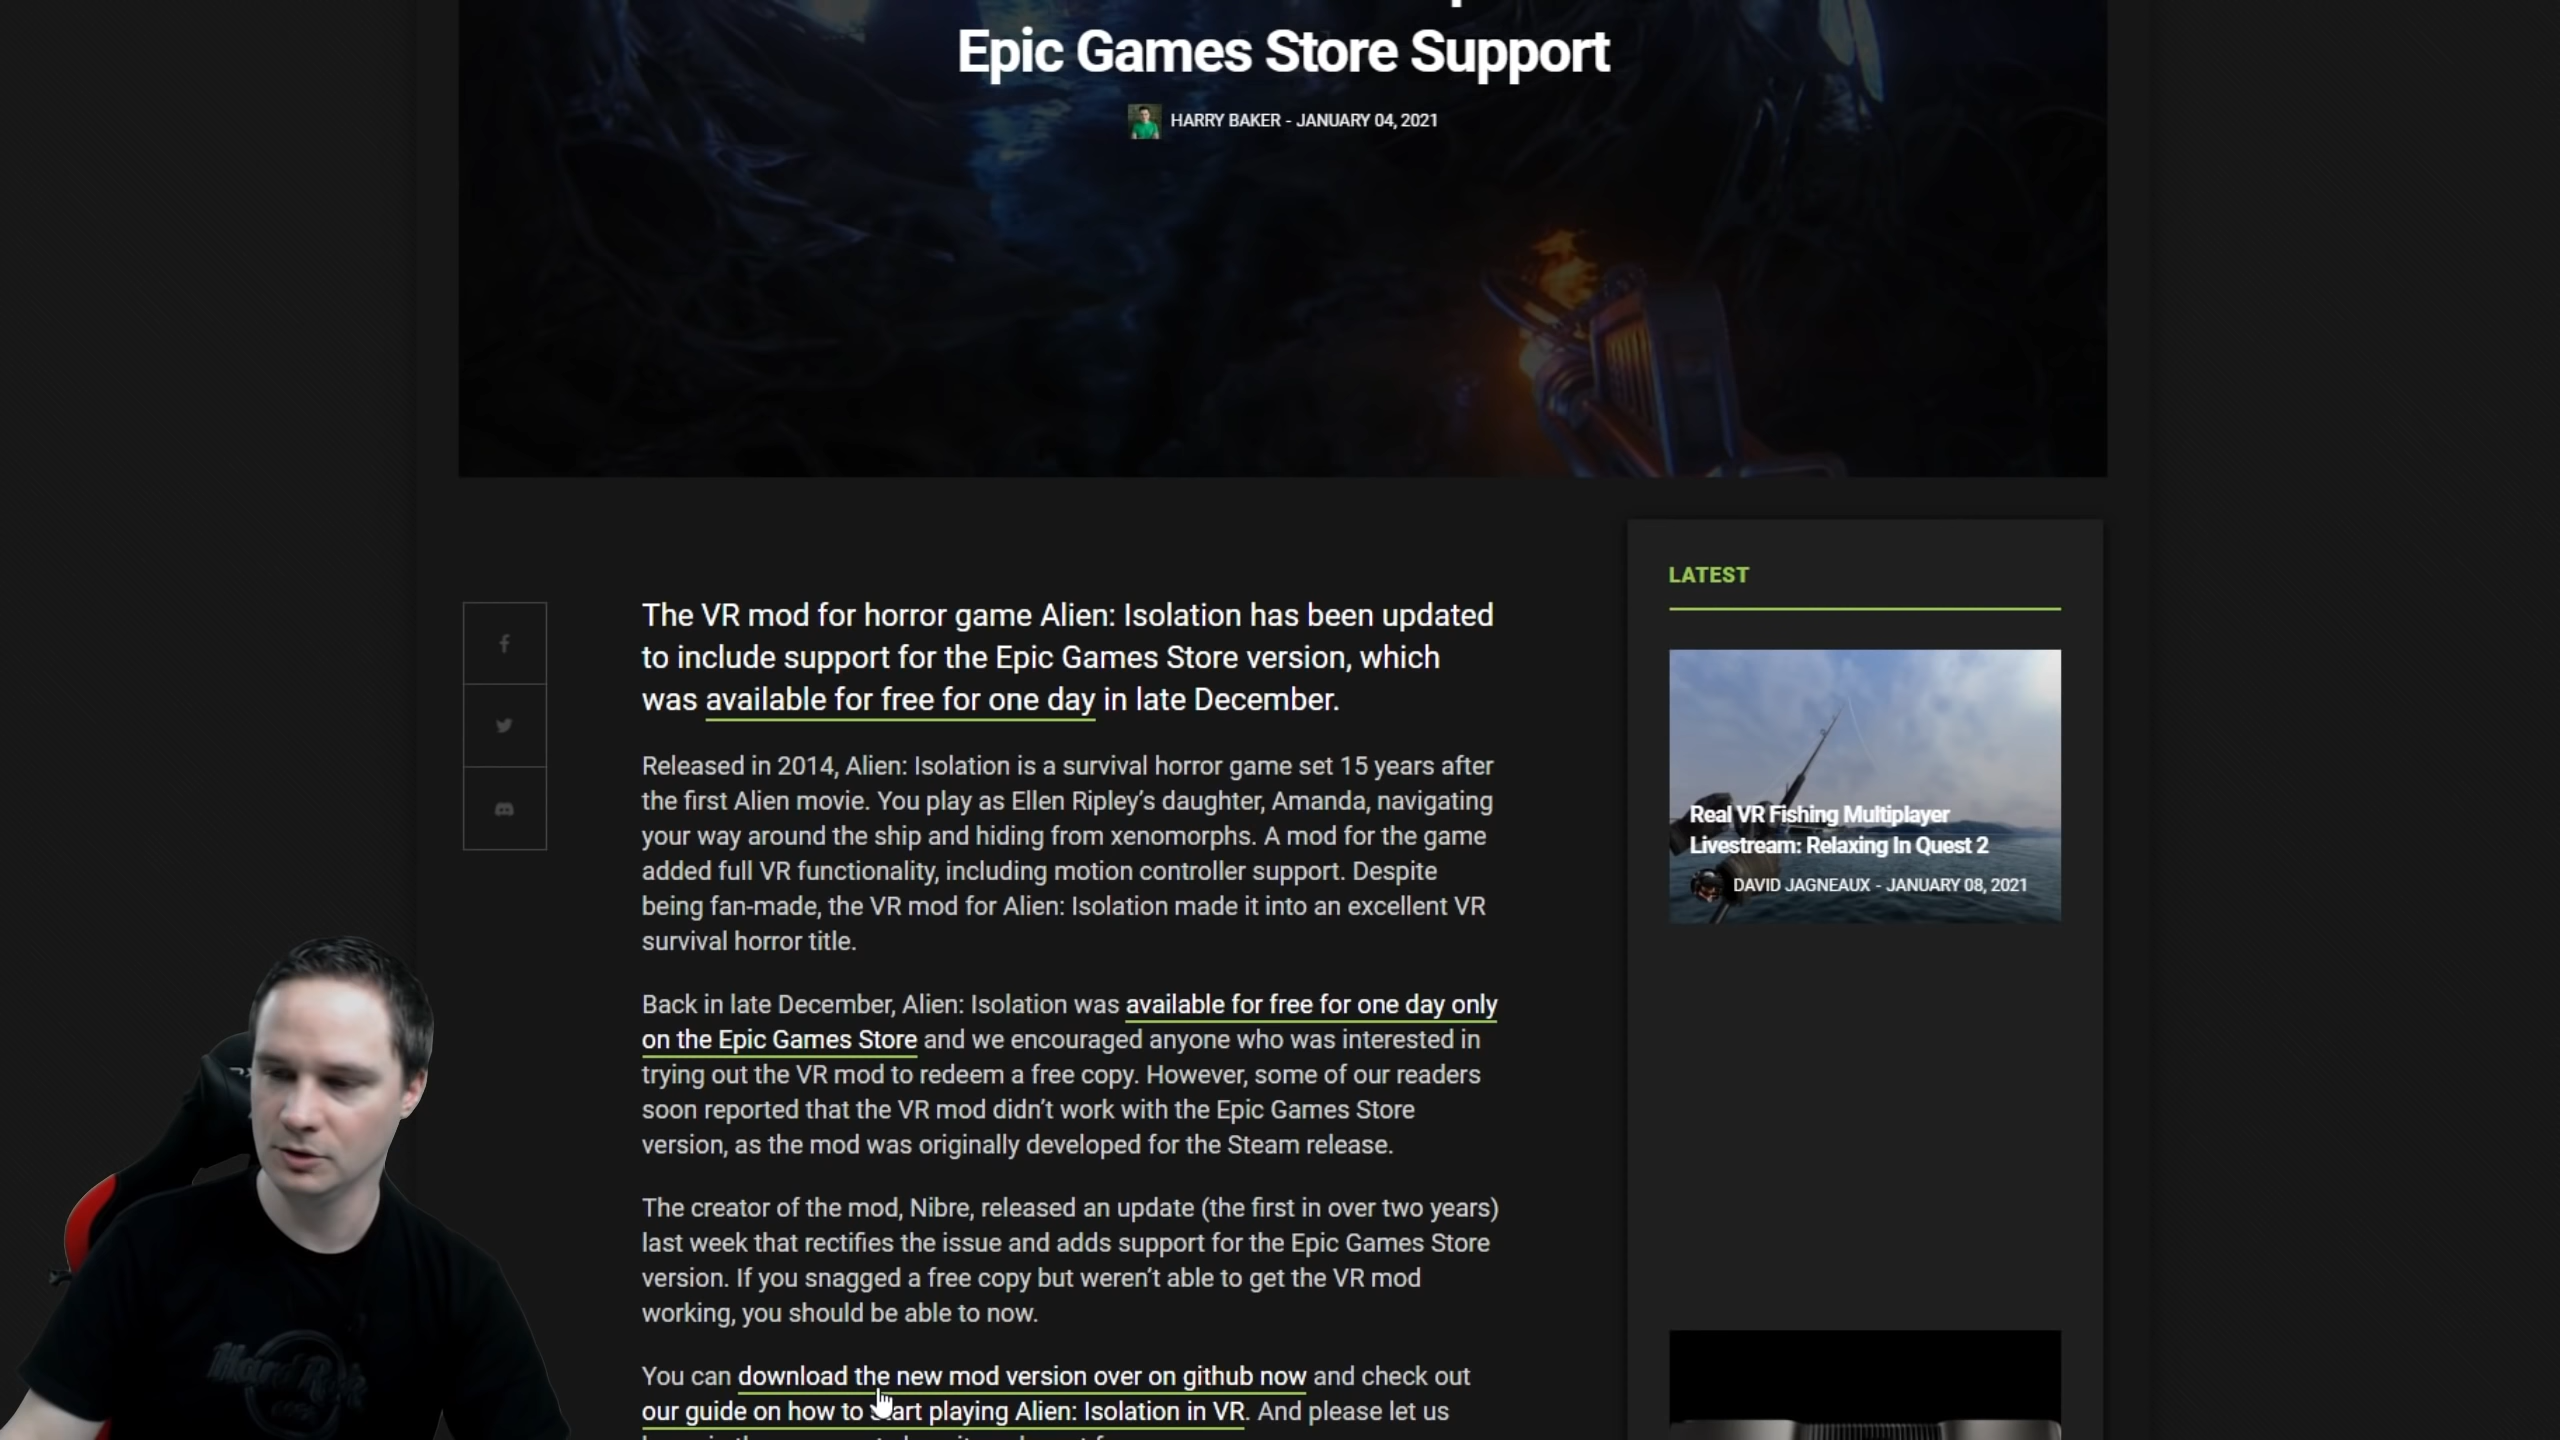 Epic Games Store Support
HARRY BAKER - JANUARY 04, 2021
The VR mod for horror game Alien: Isolation has been updated
to include support for the Epic Games Store version, which
was available for free for one day in late December.
Released in 2014, Alien: Isolation is a survival horror game set 15 years after
the first Alien movie. You play as Ellen Ripley's daughter, Amanda, navigating
your way around the ship and hiding from xenomorphs. A mod for the game
added full VR functionality, including motion controller support. Despite
being fan-made, the VR mod for Alien: Isolation made it into an excellent VR
survival horror title.
Back in late December, Alien: Isolation was available for free for one day only
on the Epic Games Store and we encouraged anyone who was interested in
trying out the VR mod to redeem a free copy. However, some of our readers
soon reported that the VR mod didn't work with the Epic Games Store
version, as the mod was originally developed for the Steam release.
The creator of the mod, Nibre, released an update (the first in over two years)
last week that rectifies the issue and adds support for the Epic Games Store
version. If you snagged a free copy but weren't able to get the VR mod
working, you should be able to now.
You can download the new mod version over on github now and check out
our guide on how to start playing Alien: Isolation in VR. And please let us
LATEST
Real VR Fishing Multiplayer
Livestream: Relaxing In Quest 2
DAVID JAGNEAUX - JANUARY 08, 2021
Hard Rock